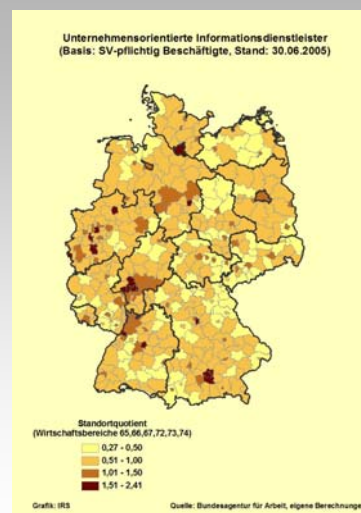 Unternehmensorientierte Informationsdienstleister
(Basis: SV-pflichtig Beschäftigte, Stand: 30.06.2005)
Standortquotient
(Wirtschaftsbereiche 65,66,67,72,73,74)
0,27 - 0,50
0,51 - 1,00
1,01 - 1,50
1,51 - 2,41
Grafik: IRS
Quelle: Bundesagentur für Arbeit, eigene Berechnungen